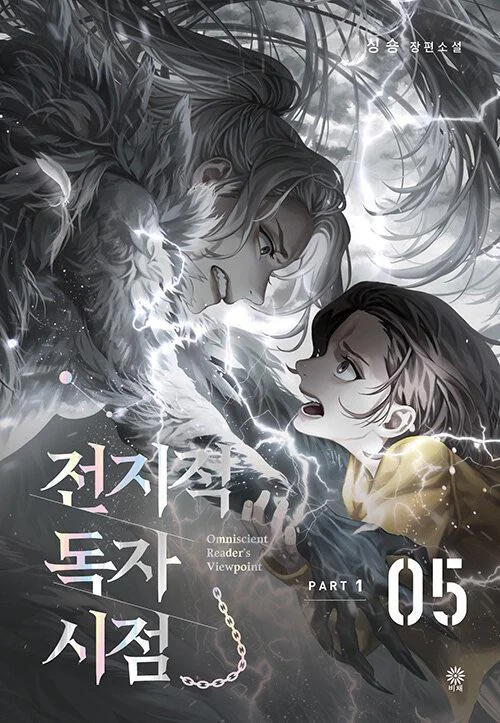 싱숑 장편소설
전지적
독자
시점
Omniscient
Reader's
Viewpoint
PART 1
05
비채